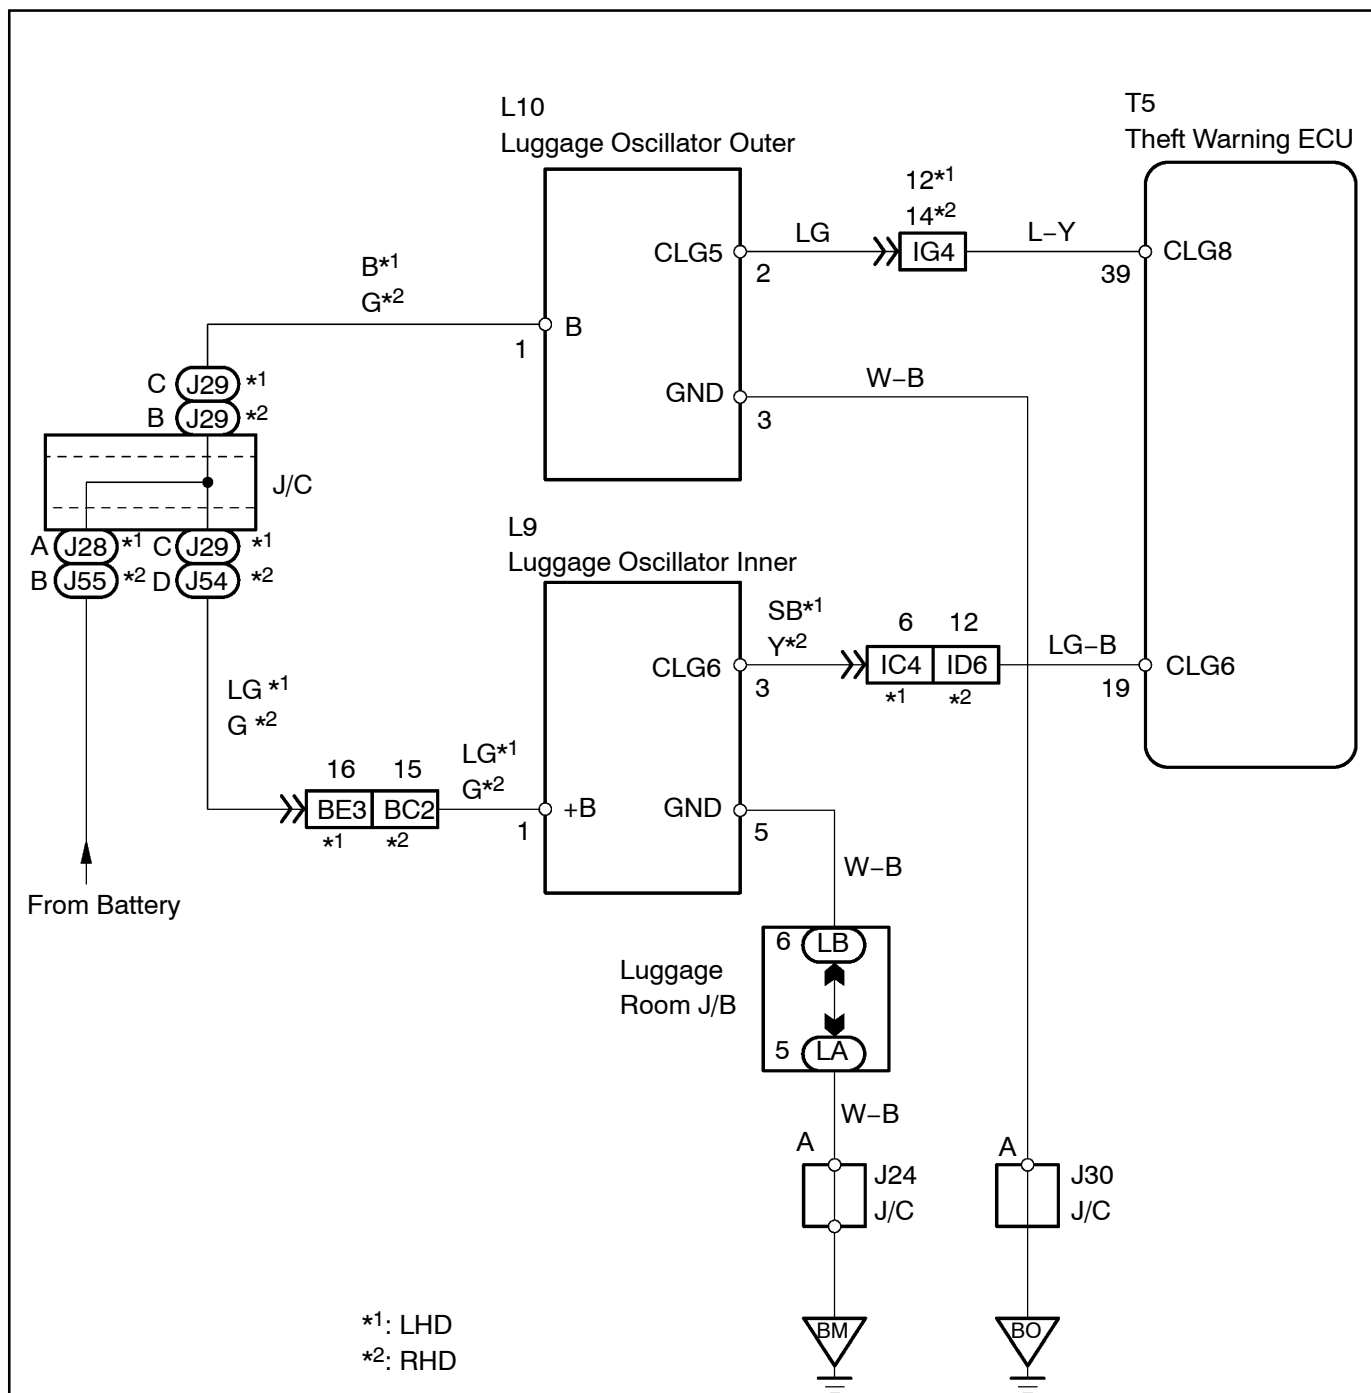 L10
Luggage Oscillator Outer
T5
Theft Warning ECU
12*1
14*2
CLG5
2
LG
IG4
L–Y
39
CLG8
B*1
G*2
1
B
GND
3
W–B
C
J29
*1
B
J29
*2
J/C
A
J28
*1
C
J29
*1
B
J55
*2
D
J54
*2
L9
Luggage Oscillator Inner
SB*1
Y*2
6
12
CLG6
3
IC4
ID6
*1
*2
LG–B
19
CLG6
LG *1
G *2
16
15
LG*1
G*2
BE3
BC2
*1
*2
1
+B
GND
5
W–B
From Battery
Luggage
Room J/B
6
LB
5
LA
W–B
A
J24
J/C
A
J30
J/C
BM
BO
*1: LHD
*2: RHD